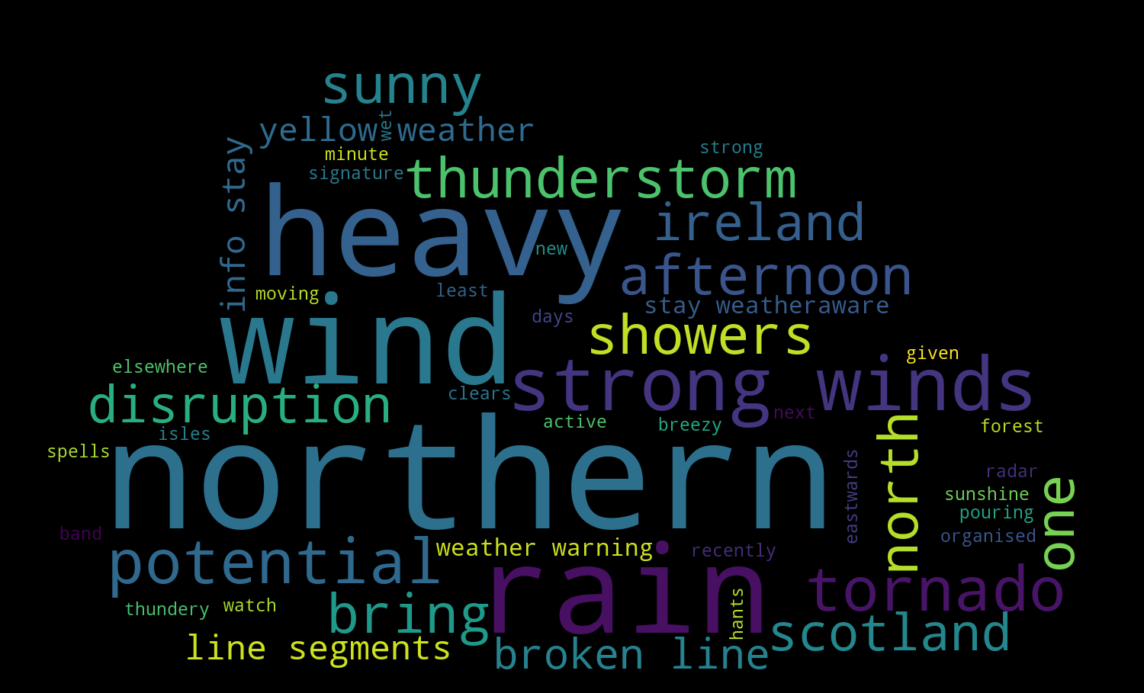 sunny
yellow
wet
weather
minute
strong
signature
thunderstorm
info stay
heavy
ireland
new
afternoon
moving
least
stay weatheraware
wind
days
showers
given
elsewhere
strong winds
disruption
clears
next
isles
active
breezy
north
forest
spells
northern
eastwards
radar
sunshine
one
pouring
band
organised
potential
weather warning
recently
rain
tornado
thundery
watch
bring
hants
scotland
line segments
broken line